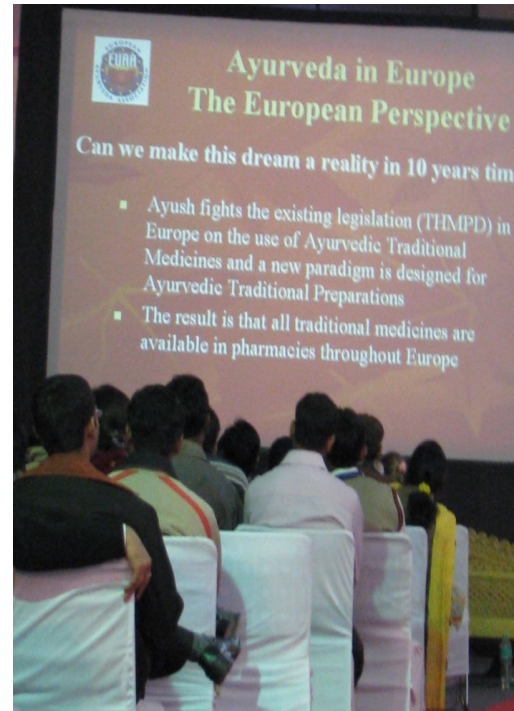 EURA
Ayurveda in Europe
The European Perspective
Can we make this dream a reality in 10 years tim
Ayush fights the existing legislation (THMPD) in
Europe on the use of Ayurvedic Traditional
Medicines and a new paradigm is designed for
Ayurvedic Traditional Preparations
The result is that all traditional medicines are
available in pharmacies throughout Europe